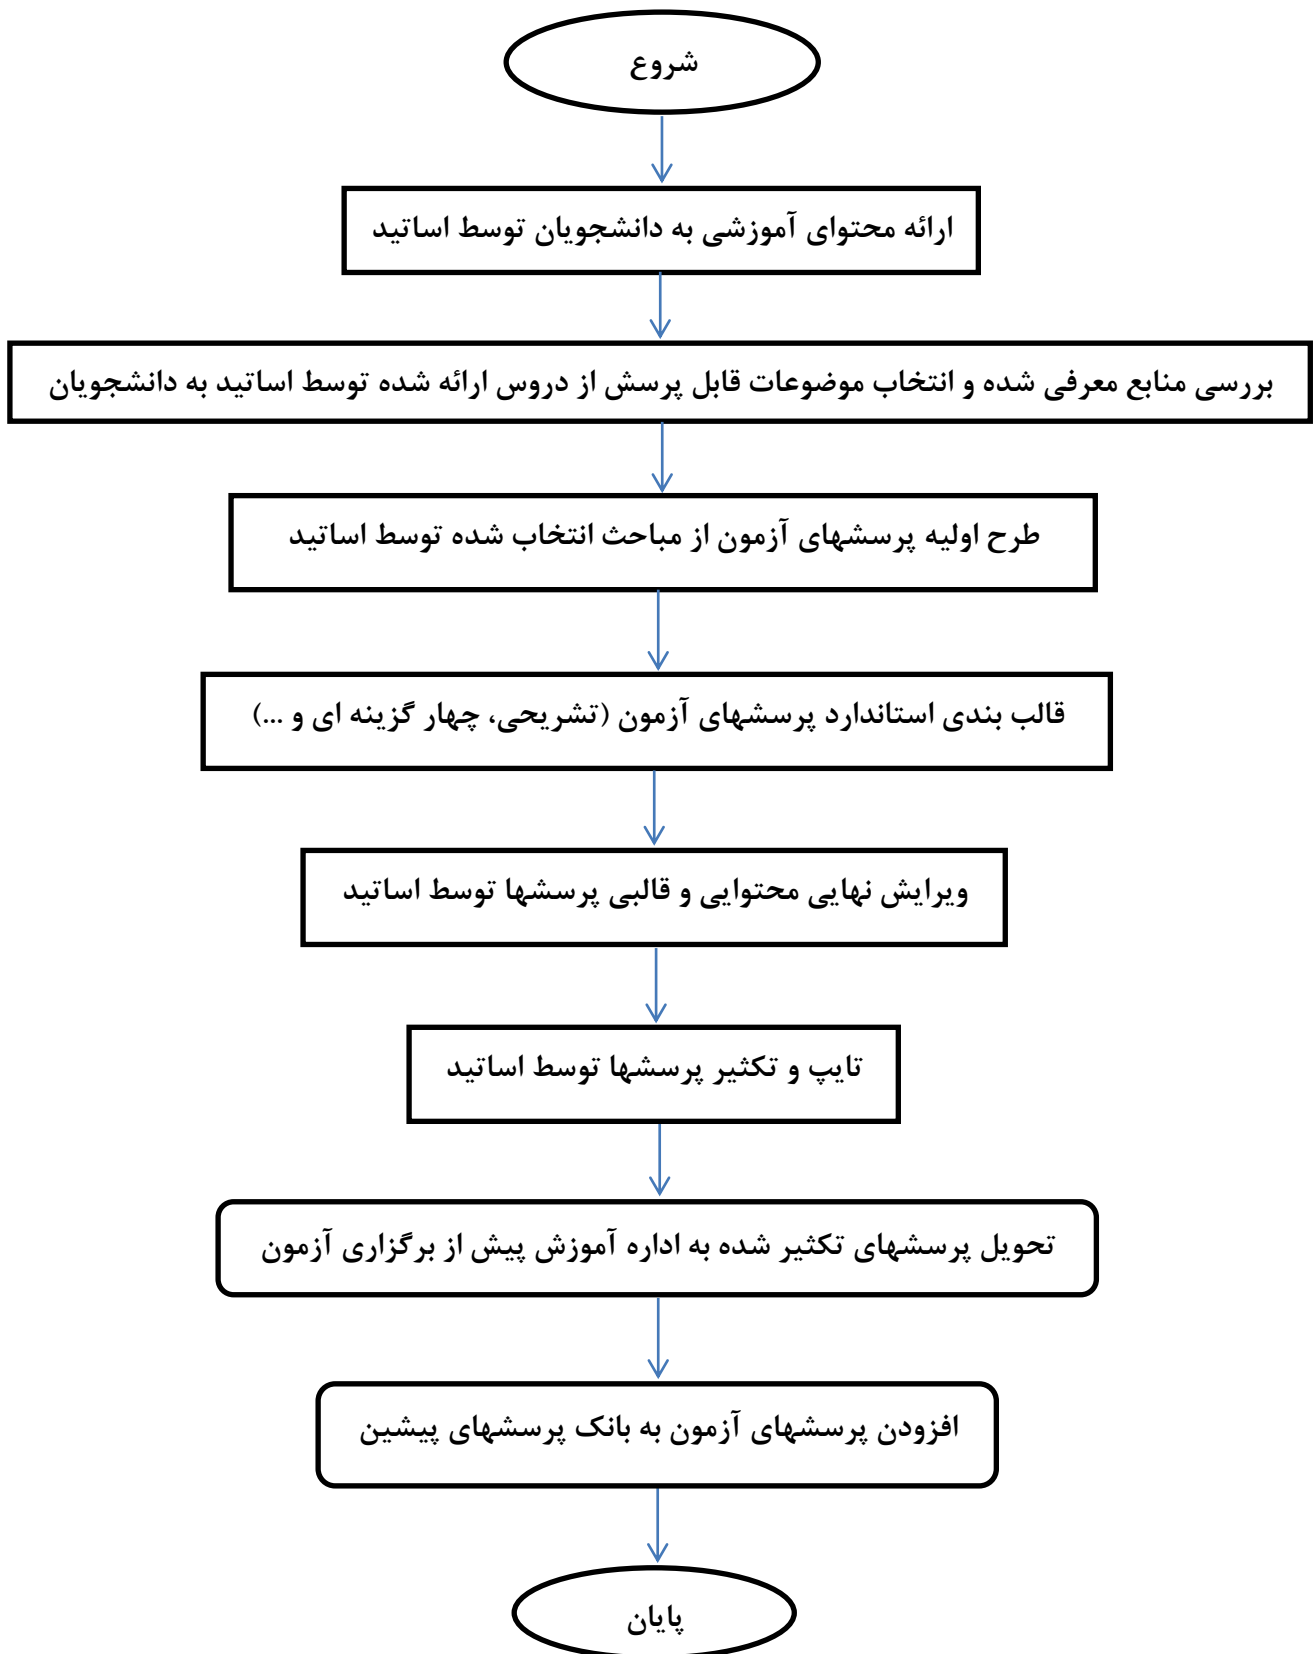 شروع
ارائه محتوای آموزشی به دانشجویان توسط اساتید
بررسی منابع معرفی شده و انتخاب موضوعات قابل پرسش از دروس ارائه شده توسط اساتید به دانشجویان
طرح اولیه پرسشهای آزمون از مباحث انتخاب شده توسط اساتید
قالب بندی استاندارد پرسشهای آزمون (تشریحی، چهار گزینه ای و ...)
ویرایش نهایی محتوایی و قالبی پرسشها توسط اساتید
تایپ و تکثیر پرسشها توسط اساتید
تحویل پرسشهای تکثیر شده به اداره آموزش پیش از برگزاری آزمون
افزودن پرسشهای آزمون به بانک پرسشهای پیشین
پایان